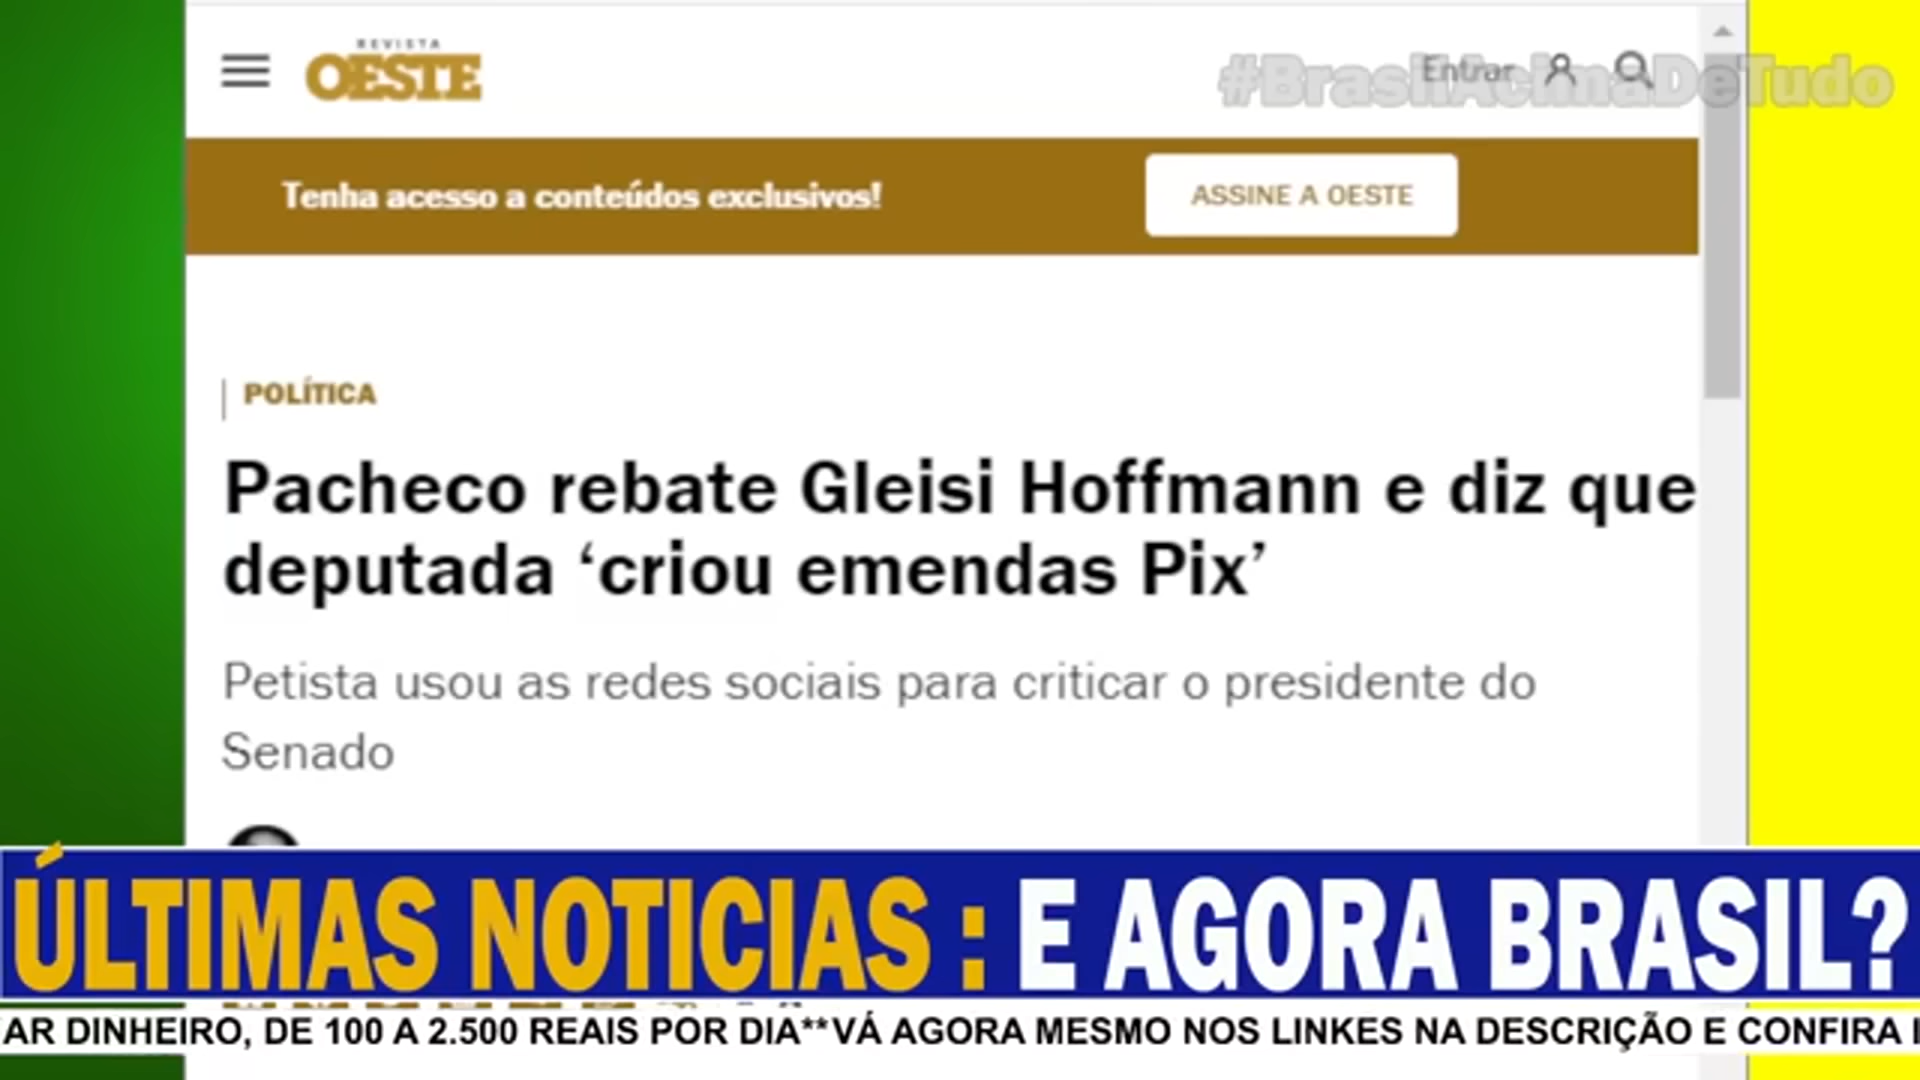 REVISTA
OESTE
Entrar
#BrasilAcimaDeTudo
Tenha acesso a conteúdos exclusivos!
ASSINE A OESTE
POLÍTICA
Pacheco rebate Gleisi Hoffmann e diz que
deputada ‘criou emendas Pix’
Petista usou as redes sociais para criticar o presidente do
Senado
ÚLTIMAS NOTICIAS : E AGORA BRASIL?
AR DINHEIRO, DE 100 A 2.500 REAIS POR DIA**VÁ AGORA MESMO NOS LINKES NA DESCRIÇÃO E CONFIRA